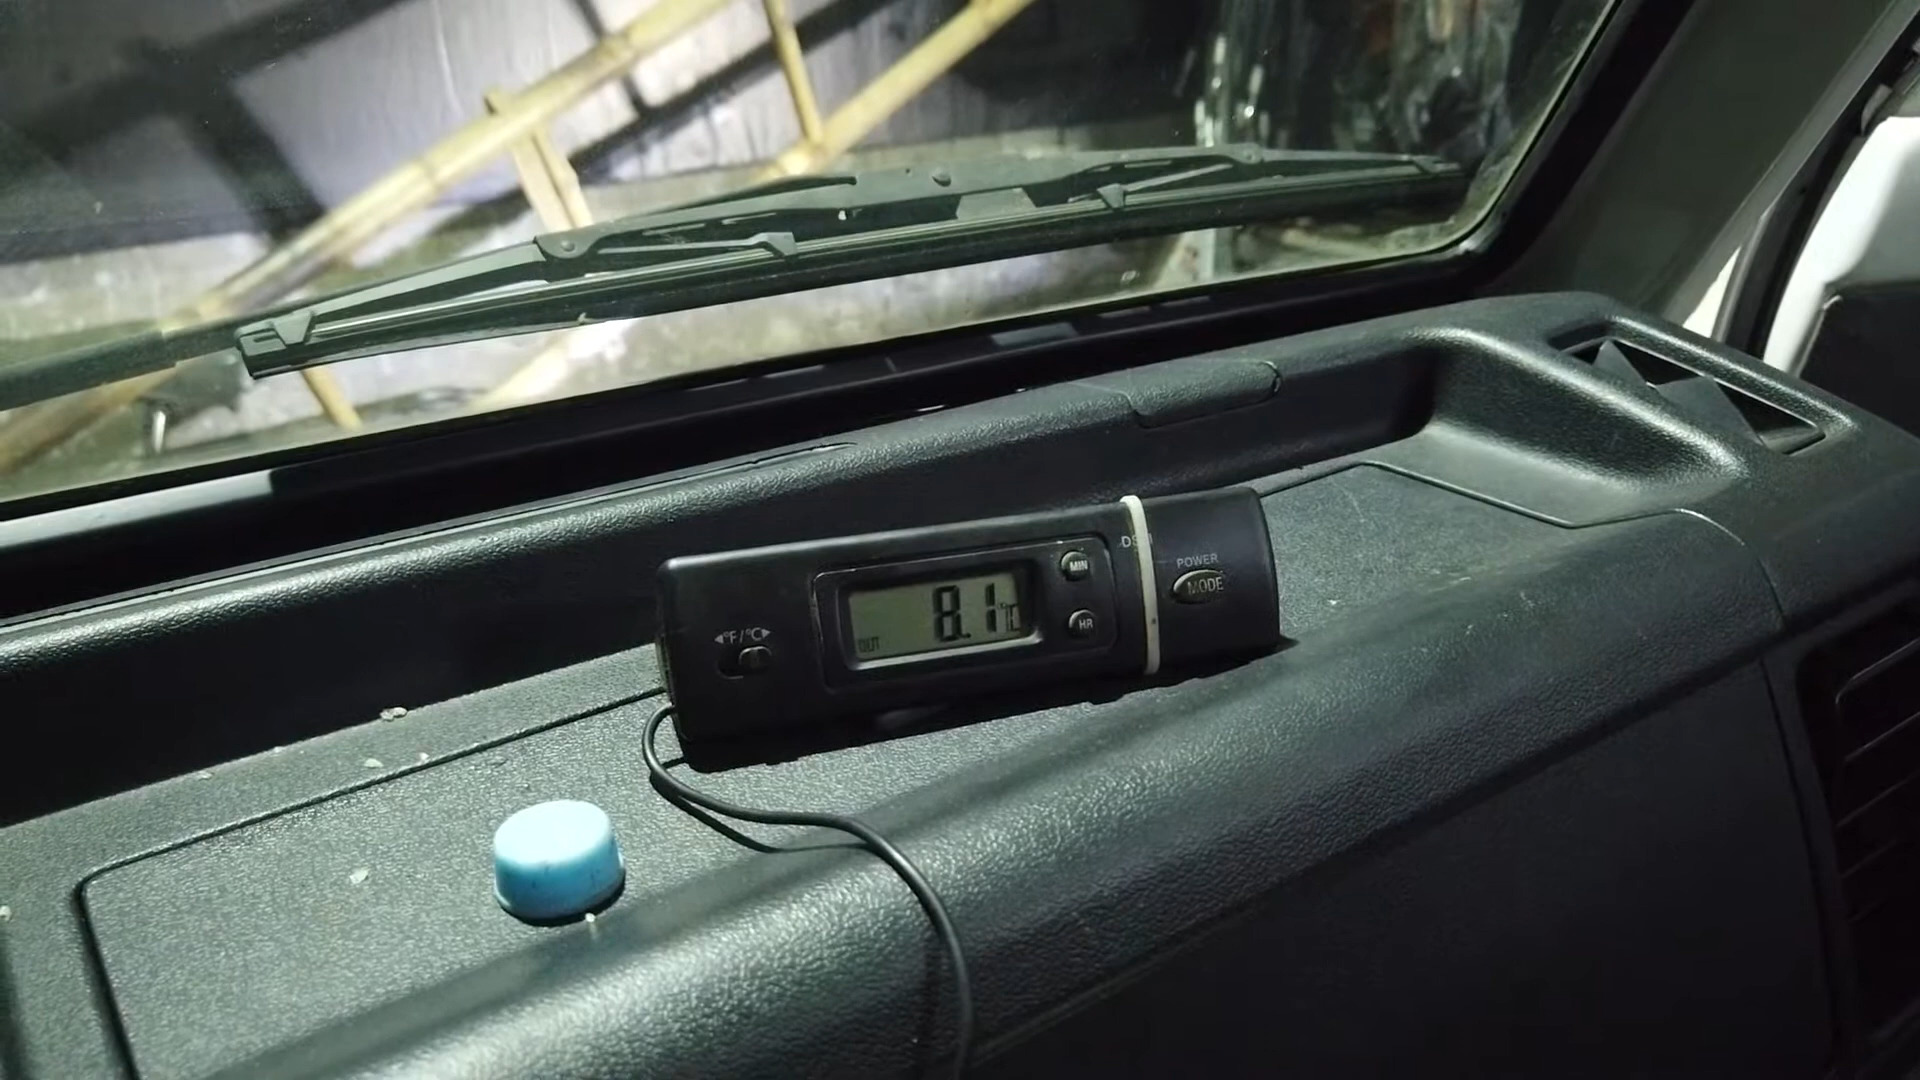 ◀°F/°C▶
OUT
8.1°C
MIN
HR
POWER
MODE